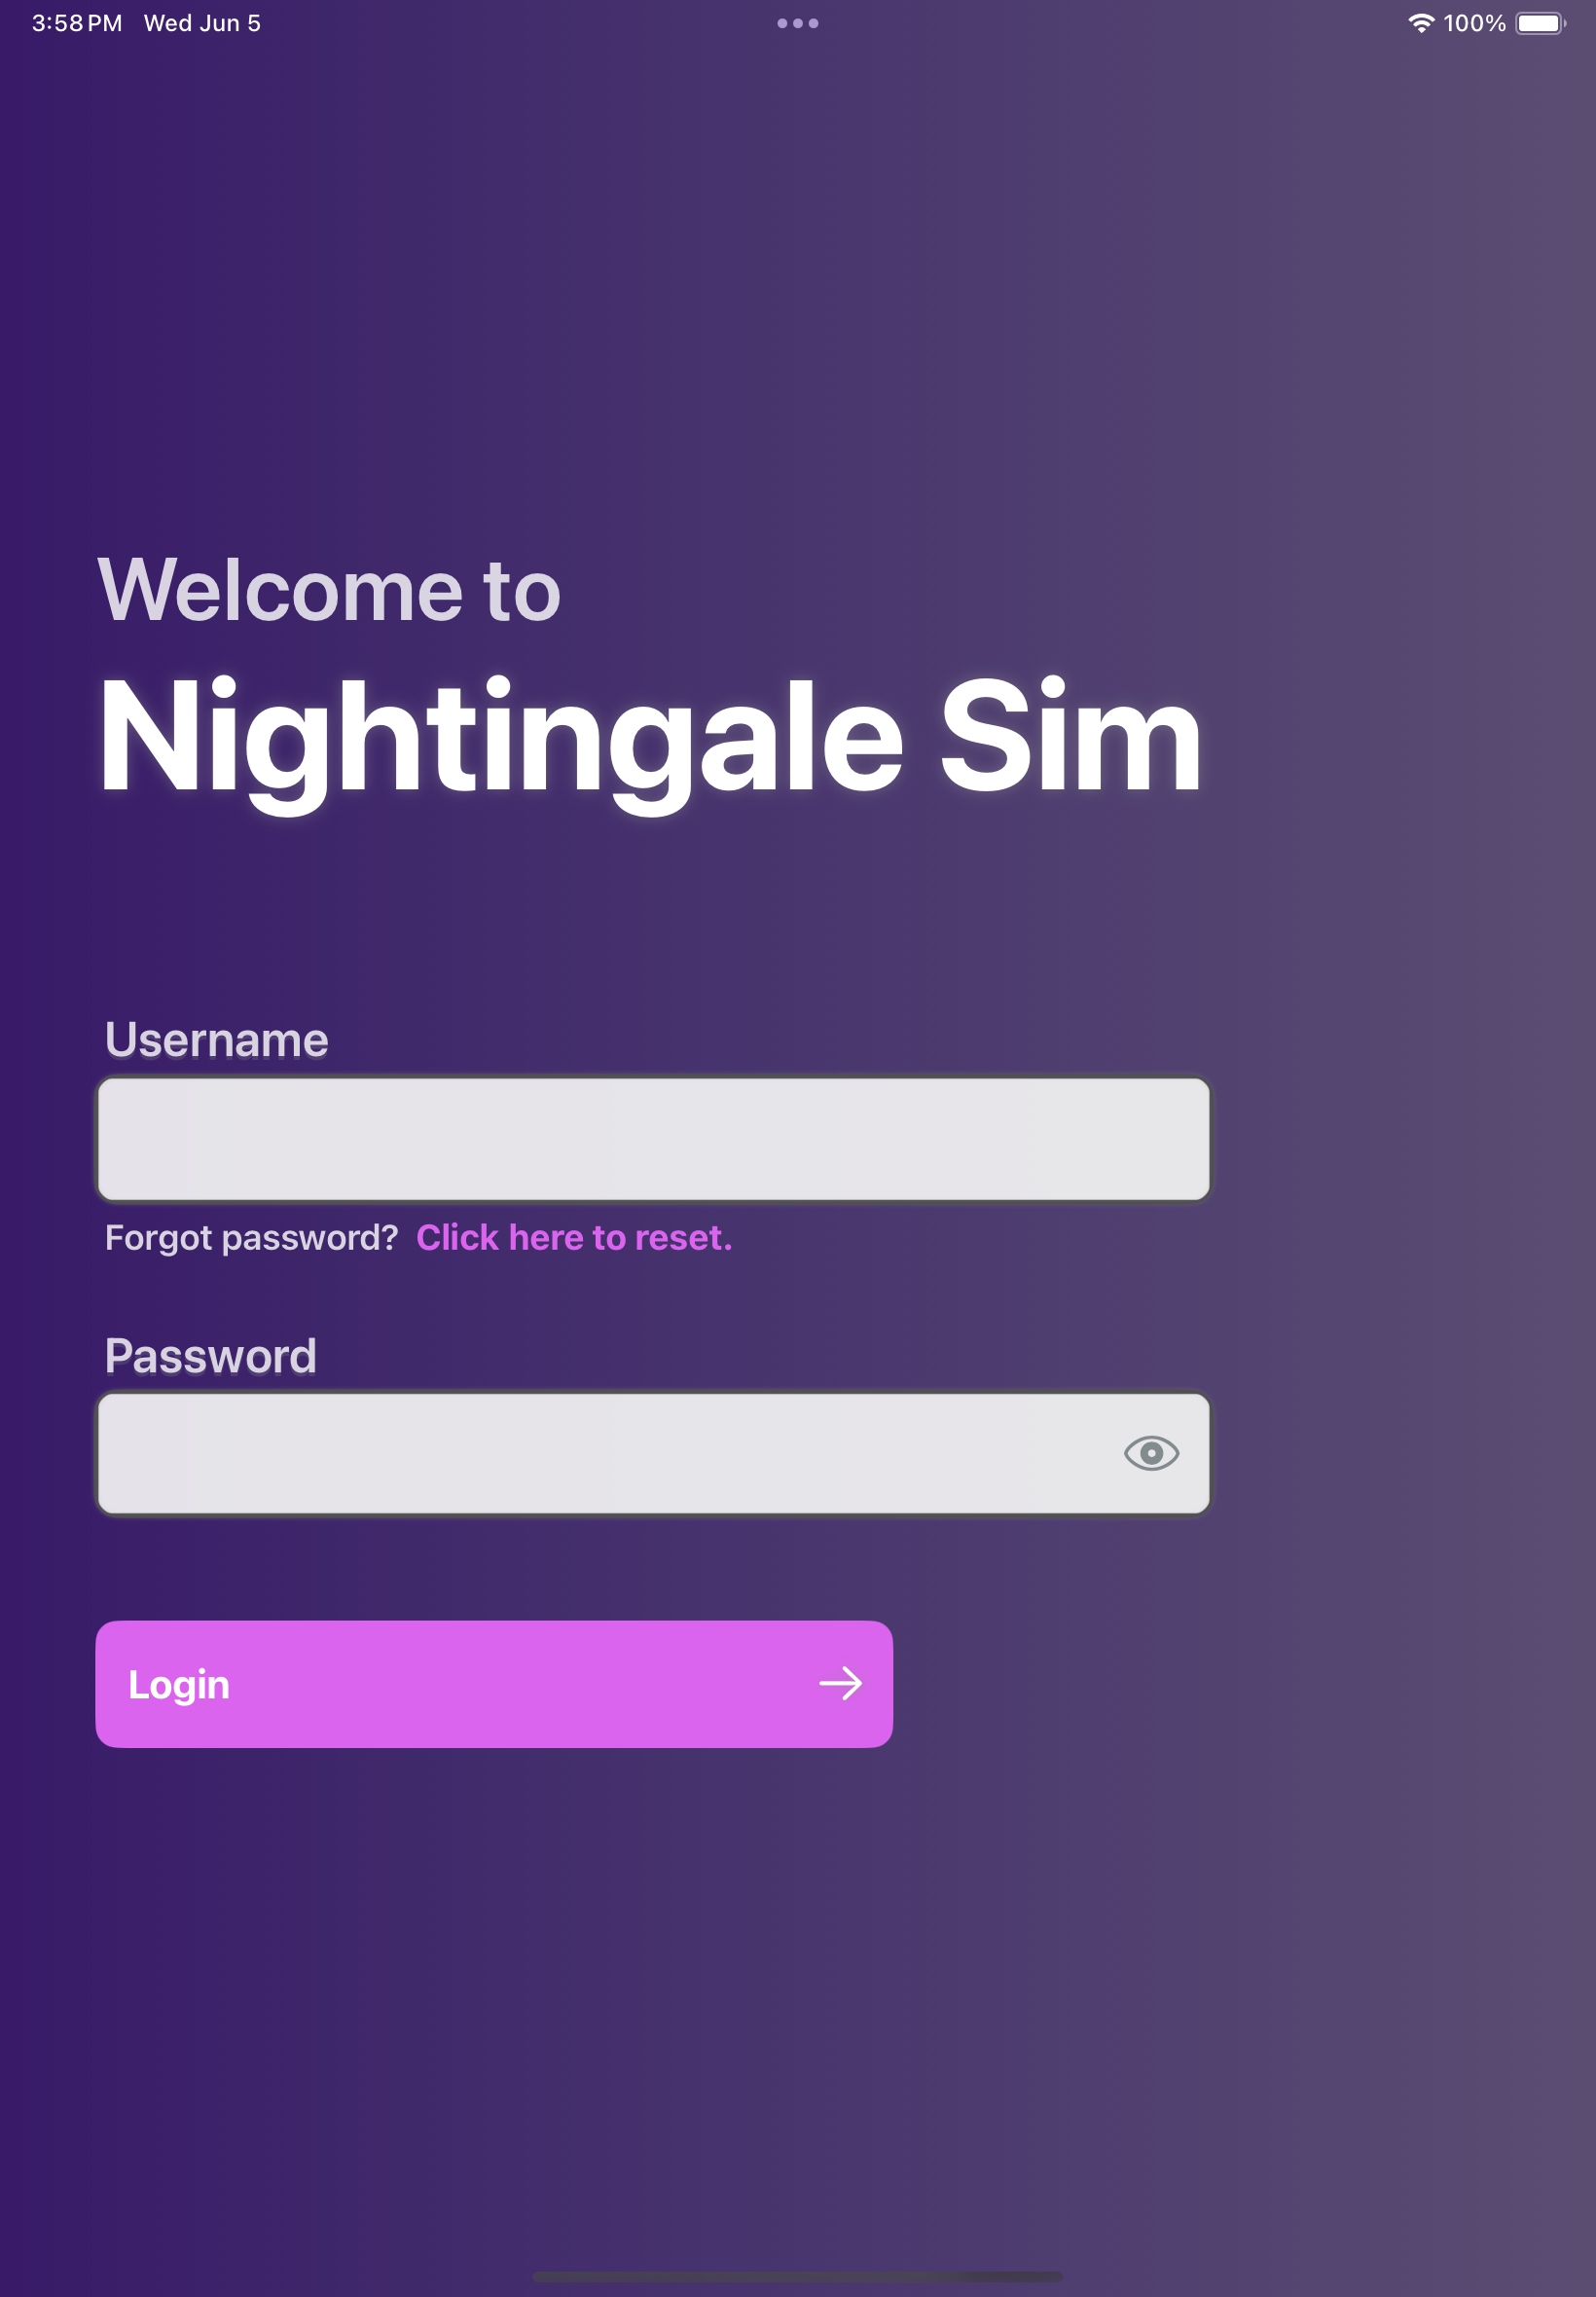 3:58 PM Wed Jun 5
100%
Welcome to
Nightingale Sim
Username
Forgot password? Click here to reset.
Password
Login